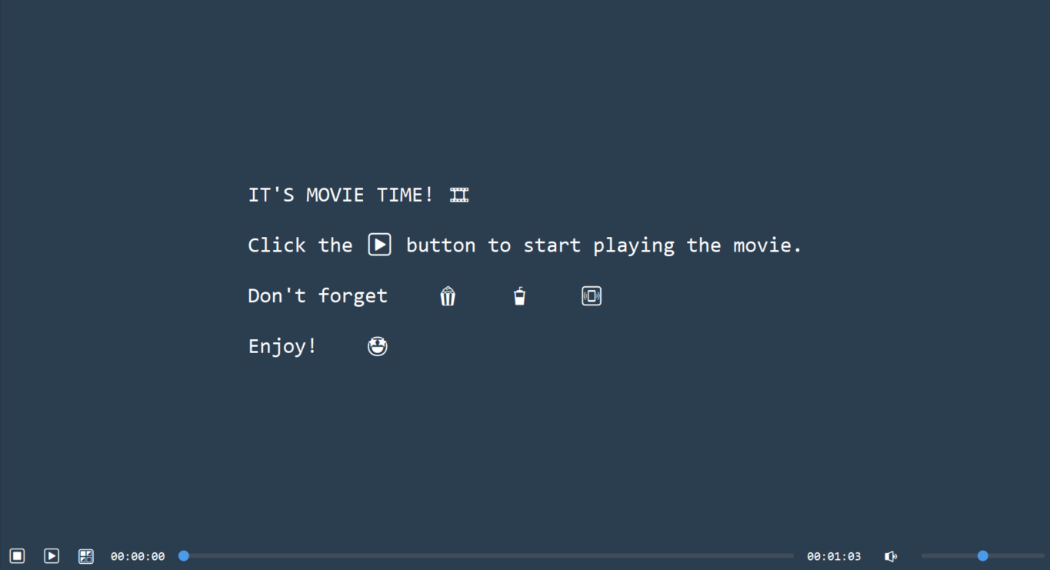 IT'S MOVIE TIME! 🎞
Click the ▶ button to start playing the movie.
Don't forget 🍿 🥤 📳
Enjoy! 🤩
00:00:00 00:01:03